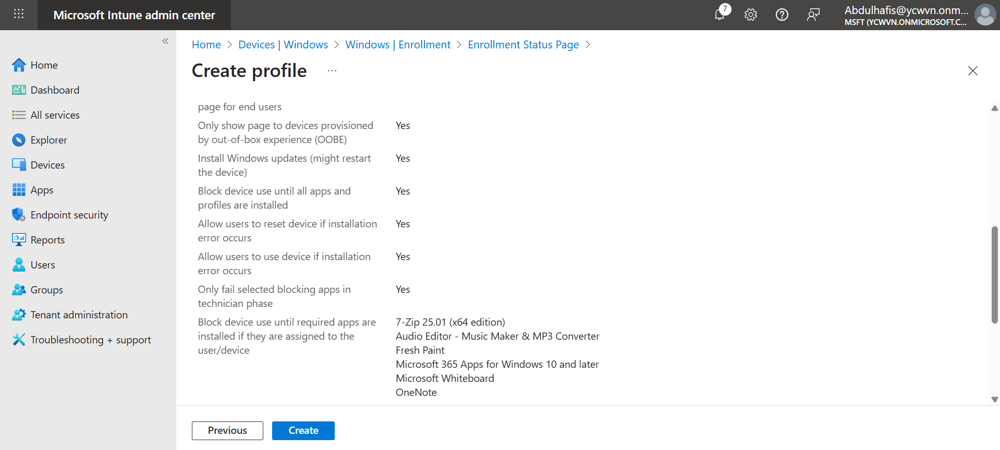 Microsoft Intune admin center
7
Abdulhafis@ycwvn.onm...
MSFT (YCWVN.ONMICROSOFT.C...
Home
Dashboard
All services
Explorer
Devices
Apps
Endpoint security
Reports
Users
Groups
Tenant administration
Troubleshooting + support
Home > Devices | Windows > Windows | Enrollment > Enrollment Status Page >
Create profile ...
page for end users
Only show page to devices provisioned Yes
by out-of-box experience (OOBE)
Install Windows updates (might restart Yes
the device)
Block device use until all apps and Yes
profiles are installed
Allow users to reset device if installation Yes
error occurs
Allow users to use device if installation Yes
error occurs
Only fail selected blocking apps in Yes
technician phase
Block device use until required apps are 7-Zip 25.01 (x64 edition)
installed if they are assigned to the Audio Editor - Music Maker & MP3 Converter
user/device Fresh Paint
Microsoft 365 Apps for Windows 10 and later
Microsoft Whiteboard
OneNote
Previous Create